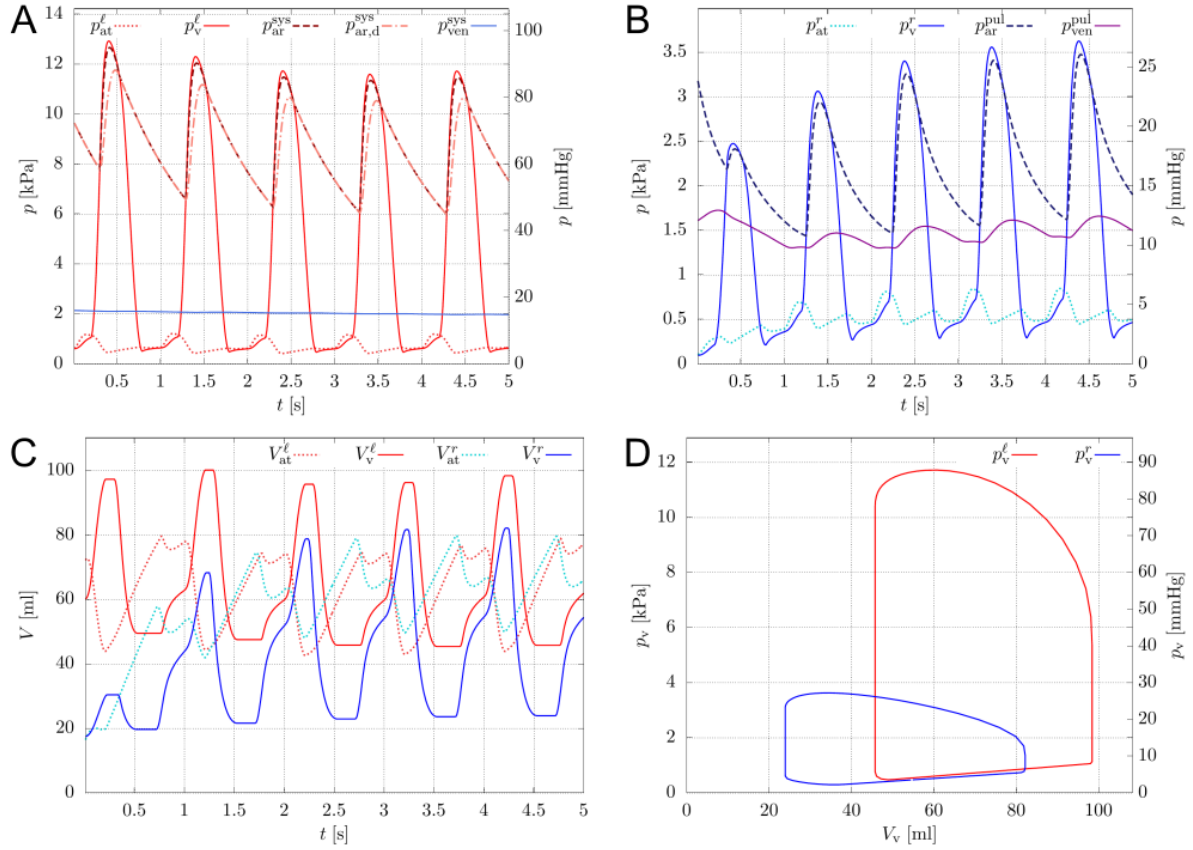 A
p_at^ℓ p_v^ℓ p_ar^sys p_ar,d^sys p_ven^sys
14
12
10
8
6
4
2
0
p [kPa]
100
80
60
40
20
0
p [mmHg]
0.5 1 1.5 2 2.5 3 3.5 4 4.5 5
t [s]
B
p_at^r p_v^r p_ar^pul p_ven^pul
3.5
3
2.5
2
1.5
1
0.5
0
p [kPa]
25
20
15
10
5
0
p [mmHg]
0.5 1 1.5 2 2.5 3 3.5 4 4.5 5
t [s]
C
V_at^ℓ V_v^ℓ V_at^r V_v^r
100
80
60
40
20
0
V [ml]
0.5 1 1.5 2 2.5 3 3.5 4 4.5 5
t [s]
D
p_v^ℓ p_v^r
12
10
8
6
4
2
0
p_v [kPa]
90
80
70
60
50
40
30
20
10
0
p_v [mmHg]
0 20 40 60 80 100
V_v [ml]